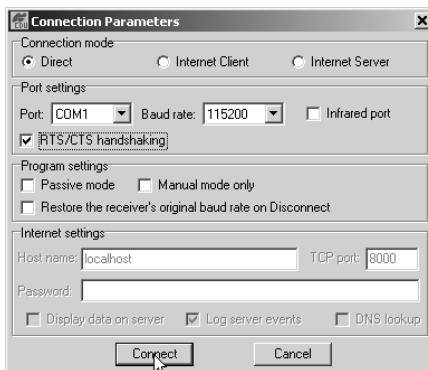 CDU Connection Parameters
Connection mode
Direct Internet Client Internet Server
Port settings
Port: COM1 Baud rate: 115200 Infrared port
RTS/CTS handshaking
Program settings
Passive mode Manual mode only
Restore the receiver's original baud rate on Disconnect
Internet settings
Host name: localhost TCP port: 8000
Password:
Display data on server Log server events DNS lookup
Connect Cancel